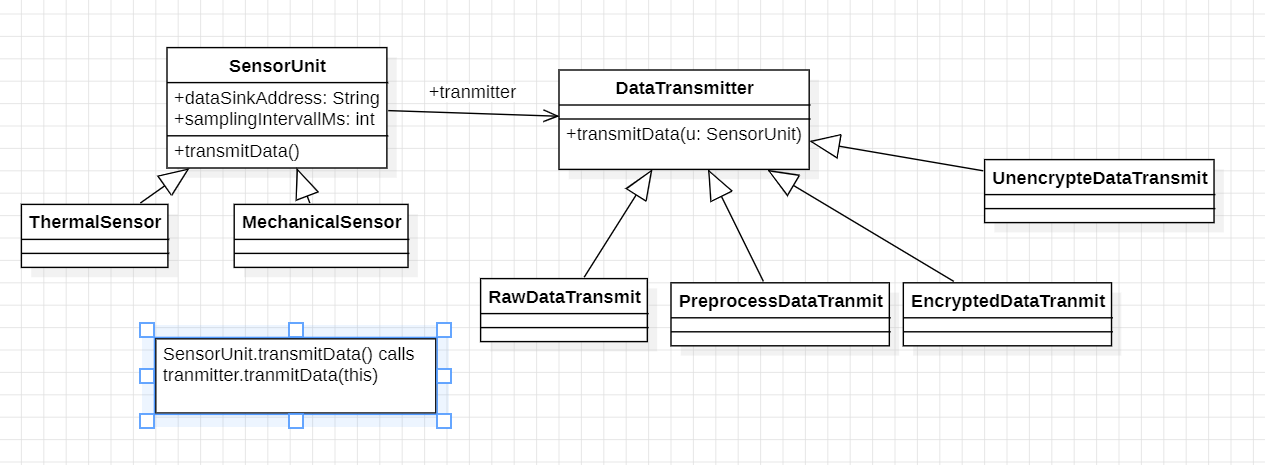 SensorUnit
+dataSinkAddress: String
+samplingIntervallMs: int
+transmitData()
+tranmitter
DataTransmitter
+transmitData(u: SensorUnit)
UnencrypteDataTransmit
ThermalSensor
MechanicalSensor
RawDataTransmit
PreprocessDataTranmit
EncryptedDataTranmit
SensorUnit.transmitData() calls
tranmitter.tranmitData(this)